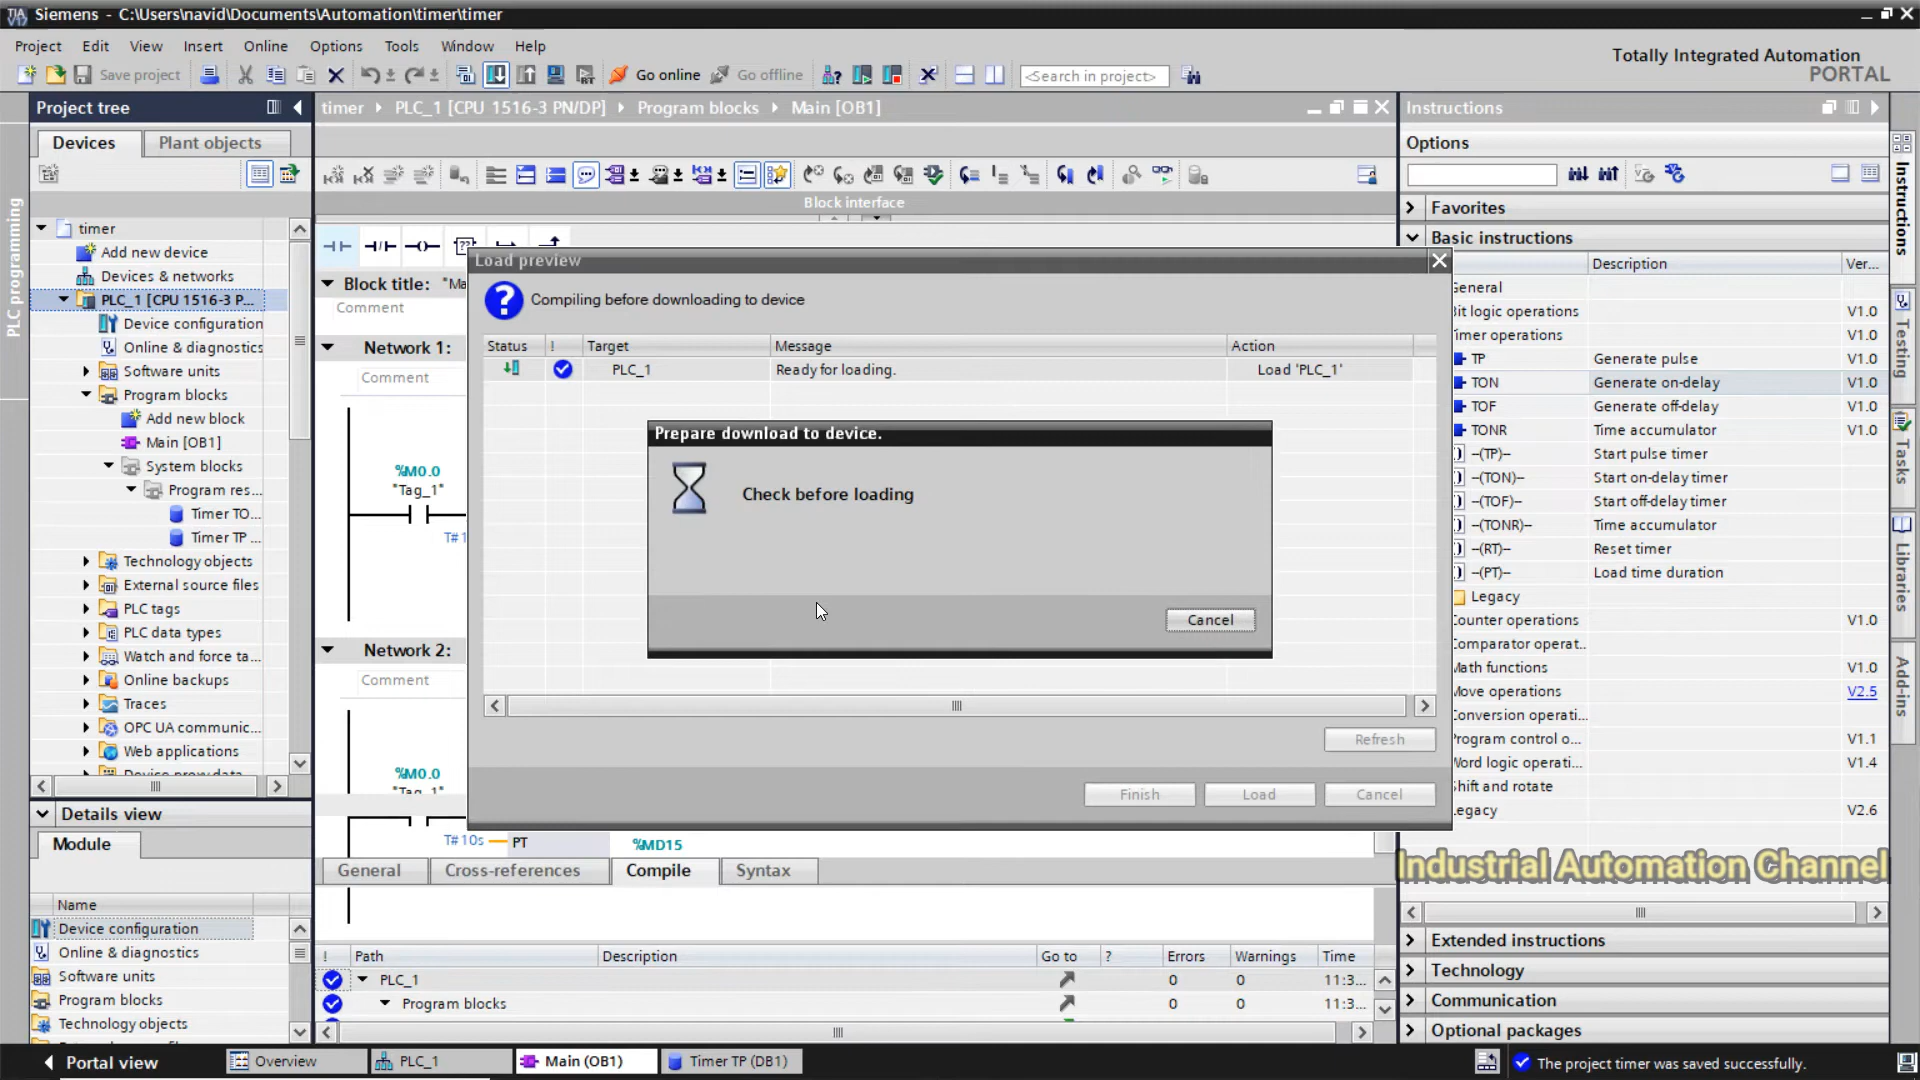 Siemens - C:\Users\navid\Documents\Automation\timer\timer
Project Edit View Insert Online Options Tools Window Help
Totally Integrated Automation
PORTAL
Save project Go online Go offline <Search in project>
Project tree
timer PLC_1 [CPU 1516-3 PN/DP] Program blocks Main [OB1]
Instructions
Devices Plant objects
Options
Block interface
PLC programming
timer
Add new device
Devices & networks
PLC_1 [CPU 1516-3 P...
Device configuration
Online & diagnostics
Software units
Program blocks
Add new block
Main [OB1]
System blocks
Program res...
Timer TO...
Timer TP ...
Technology objects
External source files
PLC tags
PLC data types
Watch and force ta...
Online backups
Traces
OPC UA communic...
Web applications
Device proxy data
Block title: "Ma
Comment
Network 1:
Comment
%M0.0
"Tag_1"
T#1
Network 2:
Comment
%M0.0
"Tag_1"
T#10s PT %MD15
Load preview
Compiling before downloading to device
Status ! Target Message Action
PLC_1 Ready for loading. Load 'PLC_1'
Prepare download to device.
Check before loading
Cancel
Refresh
Finish Load Cancel
Favorites
Basic instructions
Description Ver...
General
Bit logic operations V1.0
Timer operations V1.0
TP Generate pulse V1.0
TON Generate on-delay V1.0
TOF Generate off-delay V1.0
TONR Time accumulator V1.0
-(TP)- Start pulse timer
-(TON)- Start on-delay timer
-(TOF)- Start off-delay timer
-(TONR)- Time accumulator
-(RT)- Reset timer
-(PT)- Load time duration
Legacy
Counter operations V1.0
Comparator operat..
Math functions V1.0
Move operations V2.5
Conversion operati...
Program control o... V1.1
Word logic operati... V1.4
Shift and rotate
Legacy V2.6
Industrial Automation Channel
Extended instructions
Technology
Communication
Optional packages
Instructions
Testing
Tasks
Libraries
Add-ins
Details view
Module
Name
Device configuration
Online & diagnostics
Software units
Program blocks
Technology objects
General Cross-references Compile Syntax
! Path Description Go to ? Errors Warnings Time
PLC_1 0 0 11:3...
Program blocks 0 0 11:3...
Portal view Overview PLC_1 Main (OB1) Timer TP (DB1) The project timer was saved successfully.